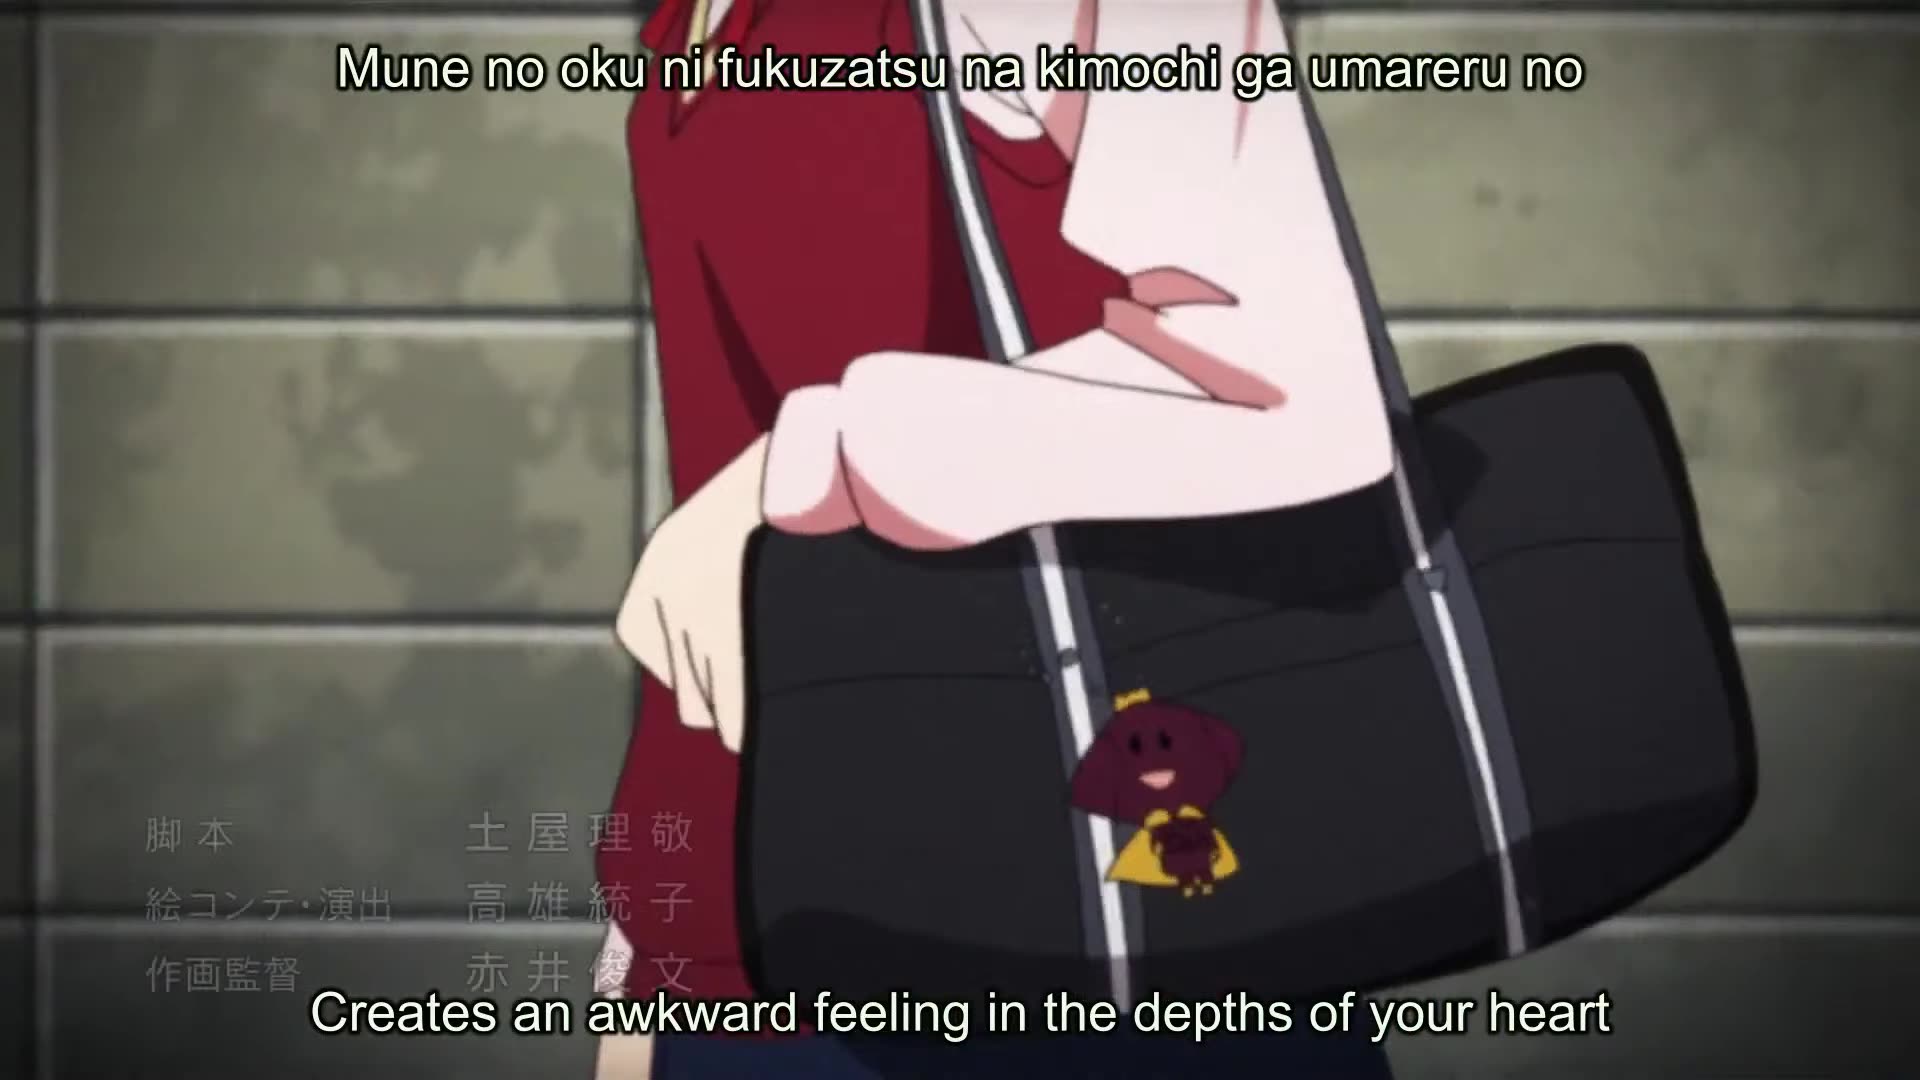 Mune no oku ni fukuzatsu na kimochi ga umareru no
脚本 土屋理敬
絵コンテ・演出 高雄統子
作画監督 赤井俊文
Creates an awkward feeling in the depths of your heart